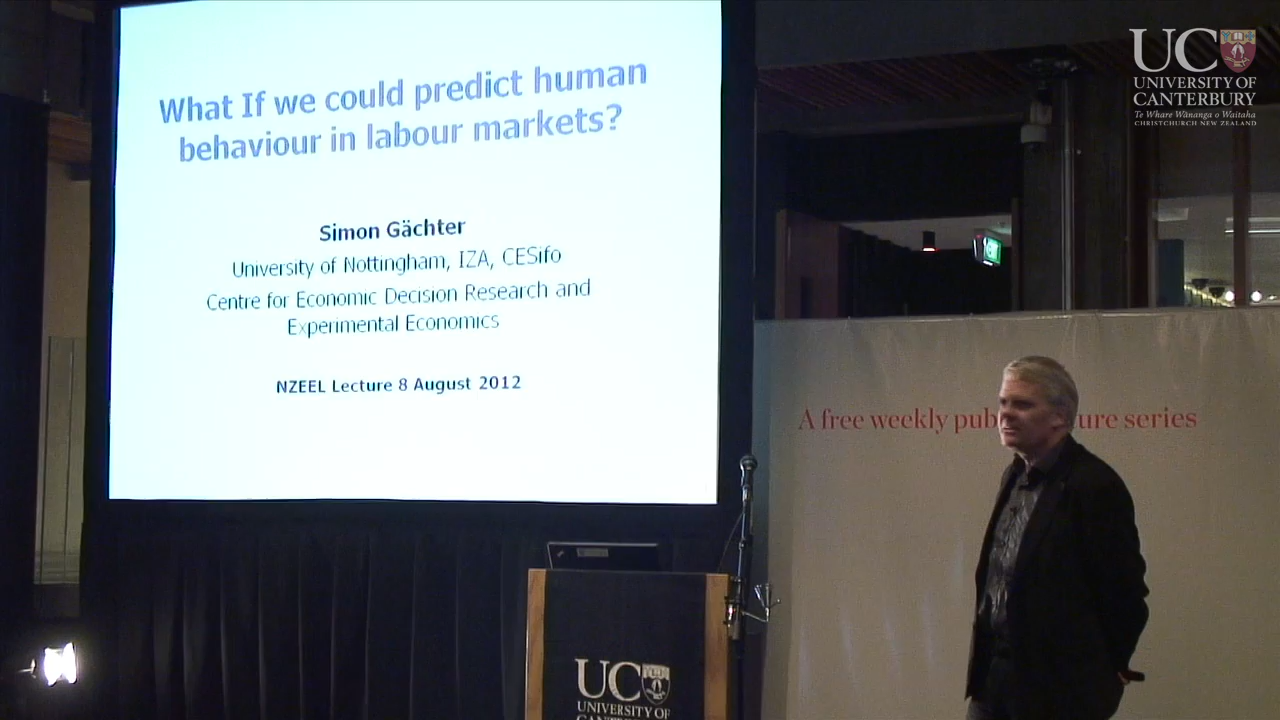 What If we could predict human
behaviour in labour markets?
Simon Gächter
University of Nottingham, IZA, CESifo
Centre for Economic Decision Research and
Experimental Economics
NZEEL Lecture 8 August 2012
UC
UNIVERSITY OF
CANTERBURY
Te Whare Wānanga o Waitaha
CHRISTCHURCH NEW ZEALAND
A free weekly pub ure series
UC
UNIVERSITY OF